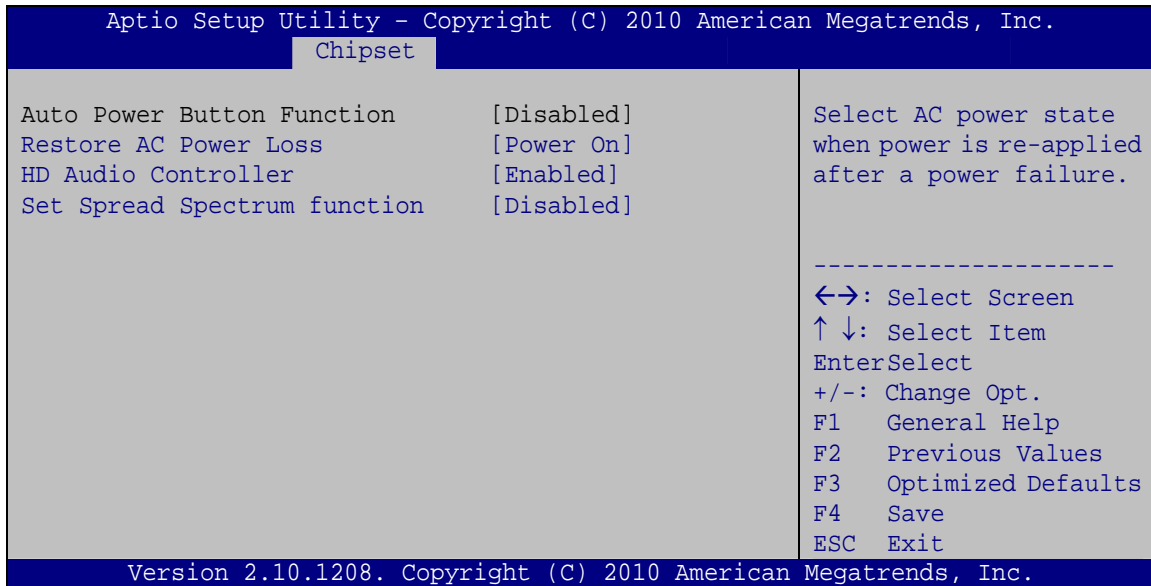 Aptio Setup Utility – Copyright (C) 2010 American Megatrends, Inc.
Chipset
Auto Power Button Function [Disabled]
Restore AC Power Loss [Power On]
HD Audio Controller [Enabled]
Set Spread Spectrum function [Disabled]
Select AC power state
when power is re-applied
after a power failure.
---------------------
←→: Select Screen
↑ ↓: Select Item
EnterSelect
+/-: Change Opt.
F1 General Help
F2 Previous Values
F3 Optimized Defaults
F4 Save
ESC Exit
Version 2.10.1208. Copyright (C) 2010 American Megatrends, Inc.